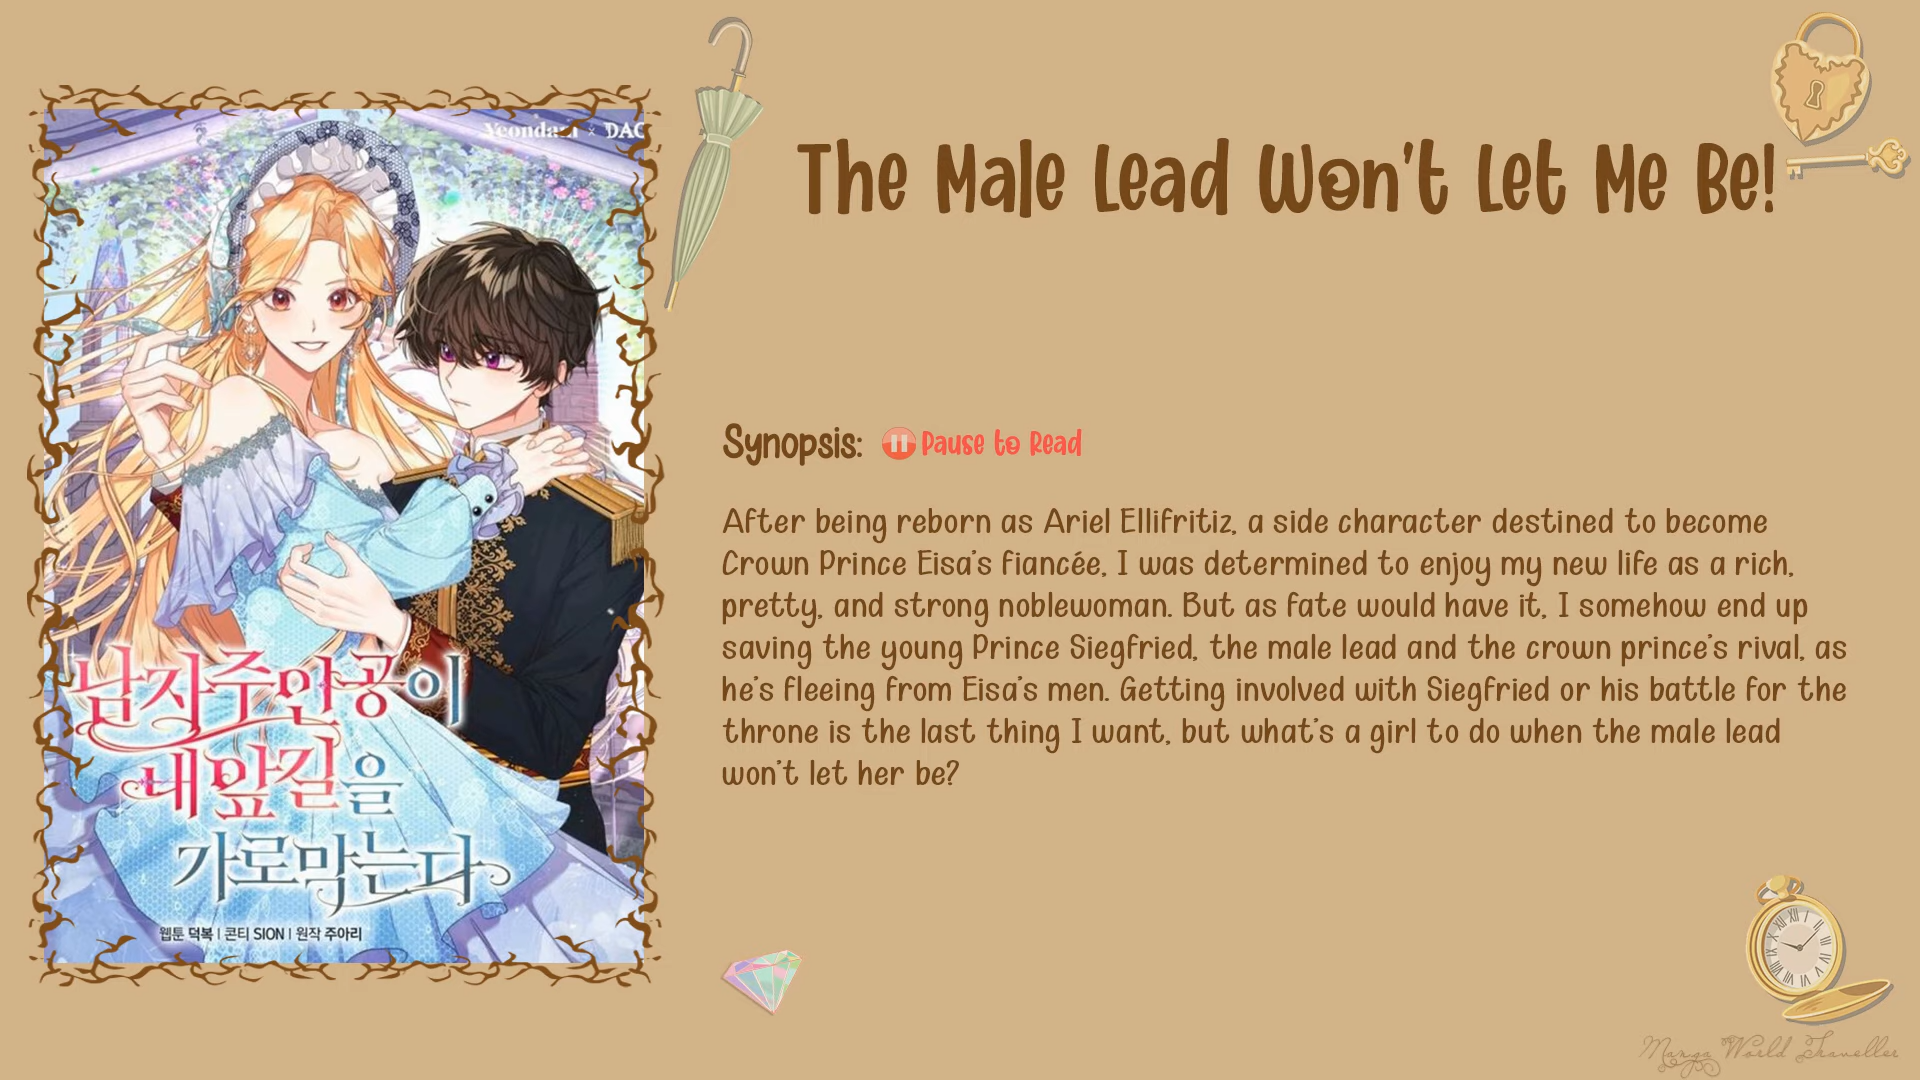 Yeondam × DAO
The Male Lead Won't Let Me Be!
남자주인공이
내 앞길을
가로막는다
웹툰 덕복 | 콘티 SION | 원작 주아리
Synopsis: Pause to Read
After being reborn as Ariel Ellifritiz, a side character destined to become
Crown Prince Eisa's fiancée, I was determined to enjoy my new life as a rich,
pretty, and strong noblewoman. But as fate would have it, I somehow end up
saving the young Prince Siegfried, the male lead and the crown prince's rival, as
he's fleeing from Eisa's men. Getting involved with Siegfried or his battle for the
throne is the last thing I want, but what's a girl to do when the male lead
won't let her be?
Manga World Traveller